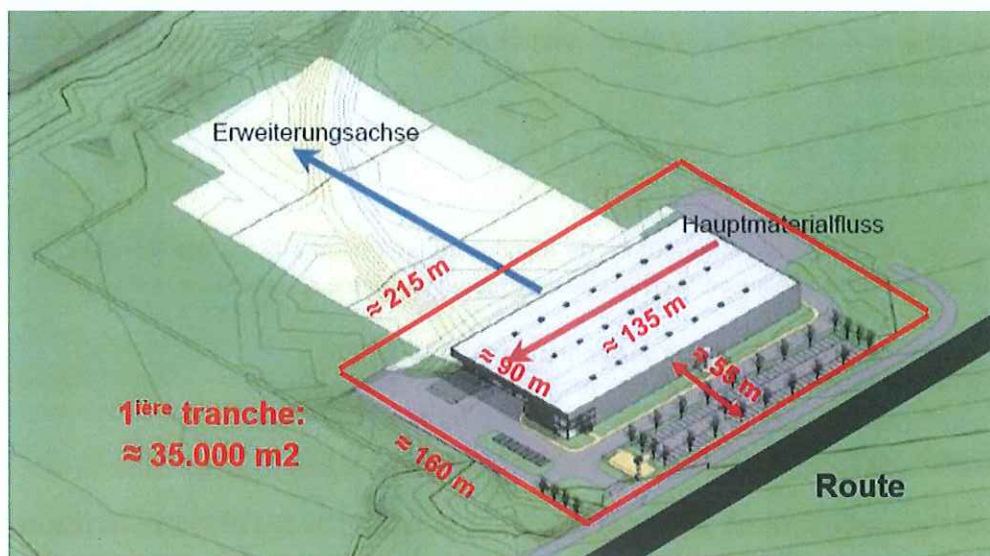 Erweiterungsachse
Hauptmaterialfluss
≈ 215 m
≈ 135 m
≈ 90 m
≈ 55 m
1ière tranche:
≈ 35.000 m2
≈ 160 m
Route